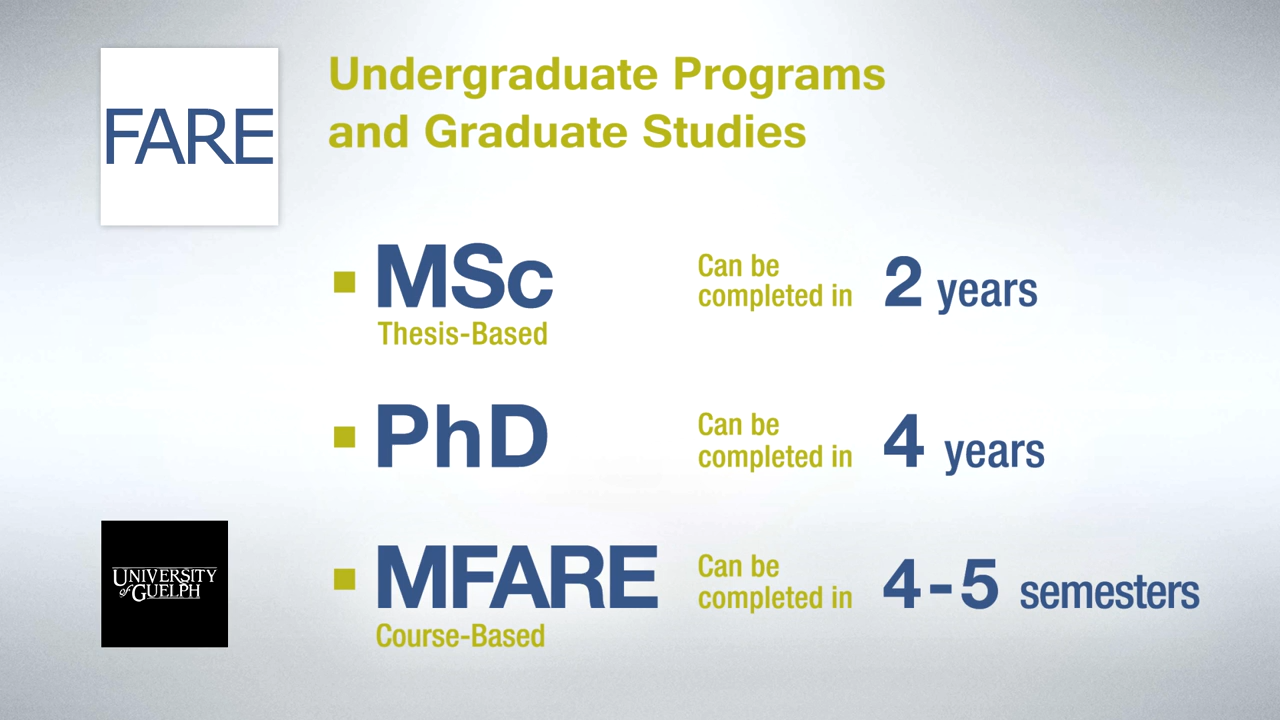 FARE
Undergraduate Programs
and Graduate Studies
MSc
Thesis-Based
Can be
completed in
2 years
PhD
Can be
completed in
4 years
MFARE
Course-Based
Can be
completed in
4-5 semesters
UNIVERSITY
of GUELPH